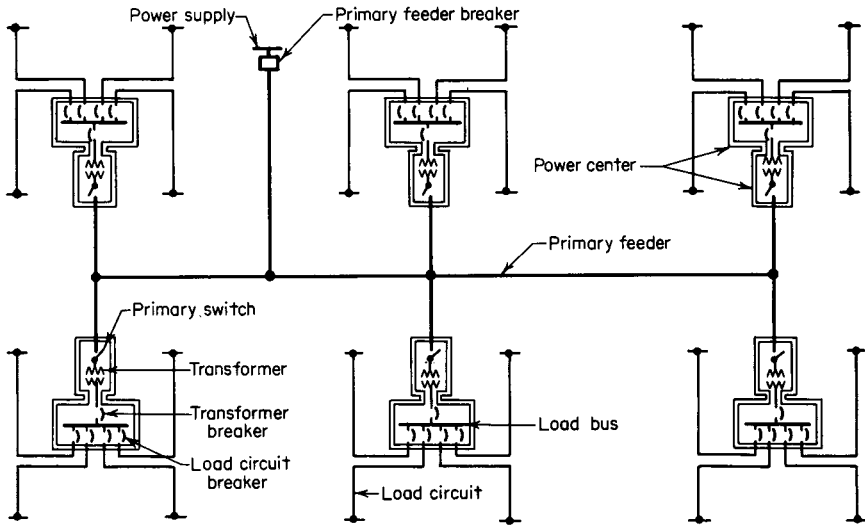 Power supply
Primary feeder breaker
Power center
Primary feeder
Primary switch
Transformer
Transformer
breaker
Load bus
Load circuit
breaker
Load circuit